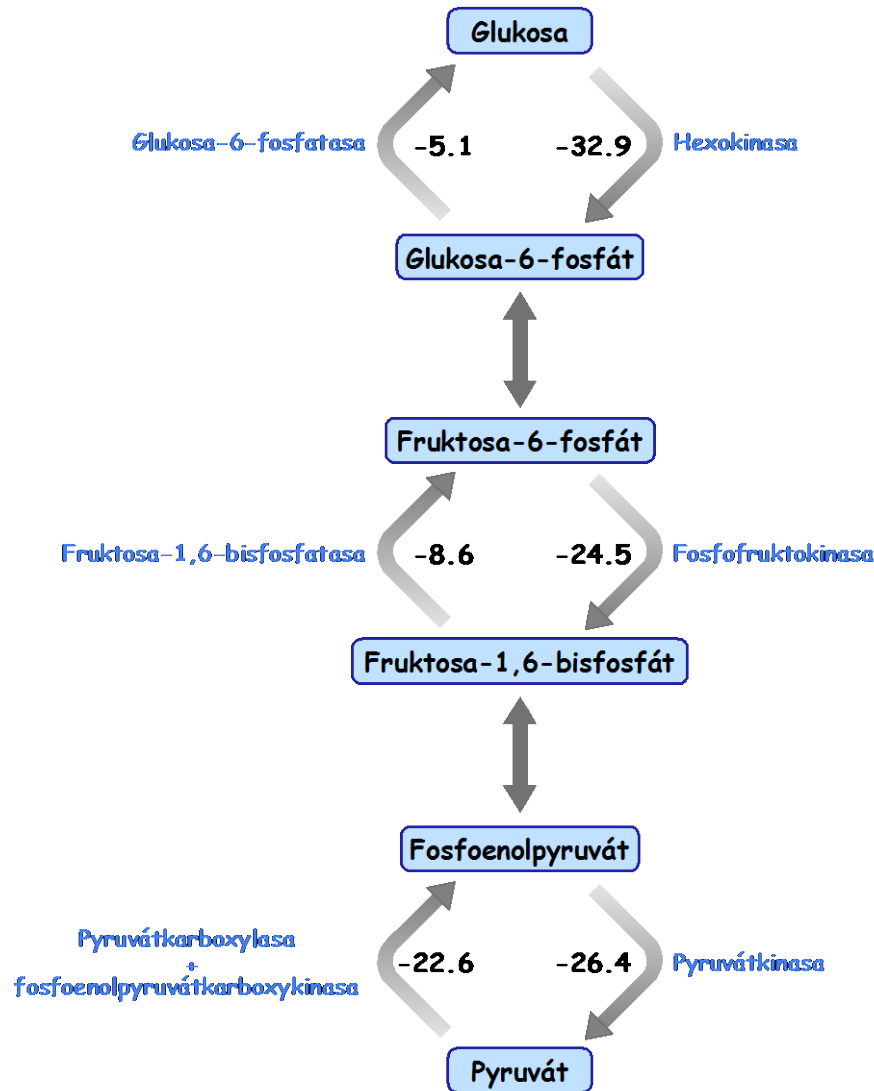 Glukosa
Glukosa-6-fosfatasa
-5.1
-32.9
Hexokinasa
Glukosa-6-fosfát
Fruktosa-6-fosfát
Fruktosa-1,6-bisfosfatasa
-8.6
-24.5
Fosfofruktokinasa
Fruktosa-1,6-bisfosfát
Fosfoenolpyruvát
Pyruvátkarboxylasa
+
fosfoenolpyruvátkarboxykinasa
-22.6
-26.4
Pyruvátkinasa
Pyruvát